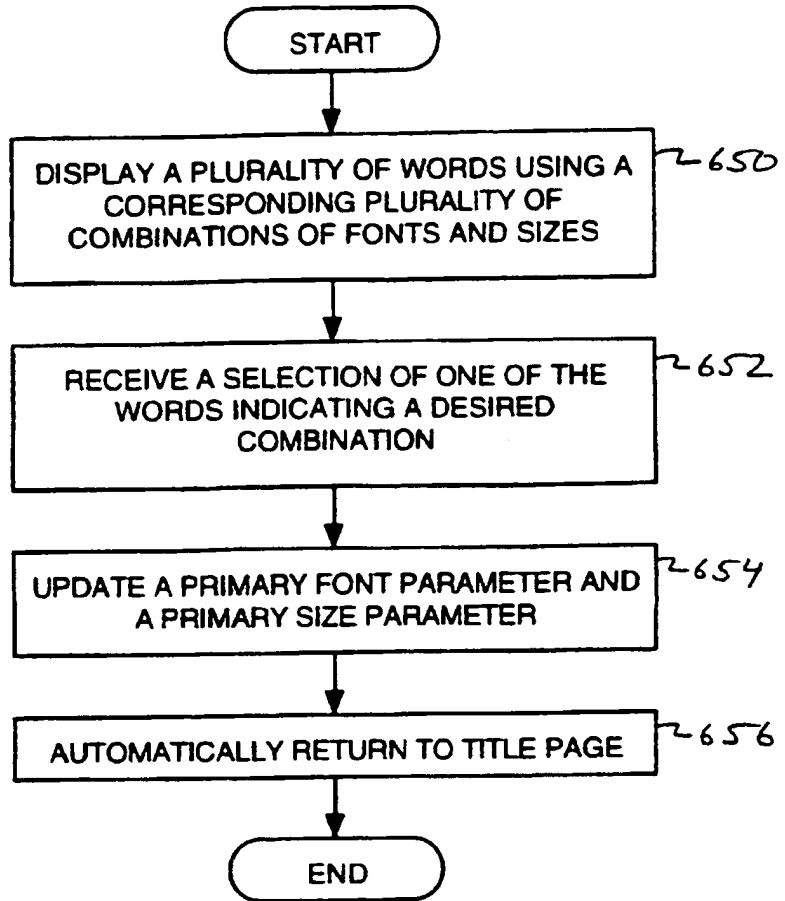 START
DISPLAY A PLURALITY OF WORDS USING A
CORRESPONDING PLURALITY OF
COMBINATIONS OF FONTS AND SIZES
650
RECEIVE A SELECTION OF ONE OF THE
WORDS INDICATING A DESIRED
COMBINATION
652
UPDATE A PRIMARY FONT PARAMETER AND
A PRIMARY SIZE PARAMETER
654
AUTOMATICALLY RETURN TO TITLE PAGE
656
END